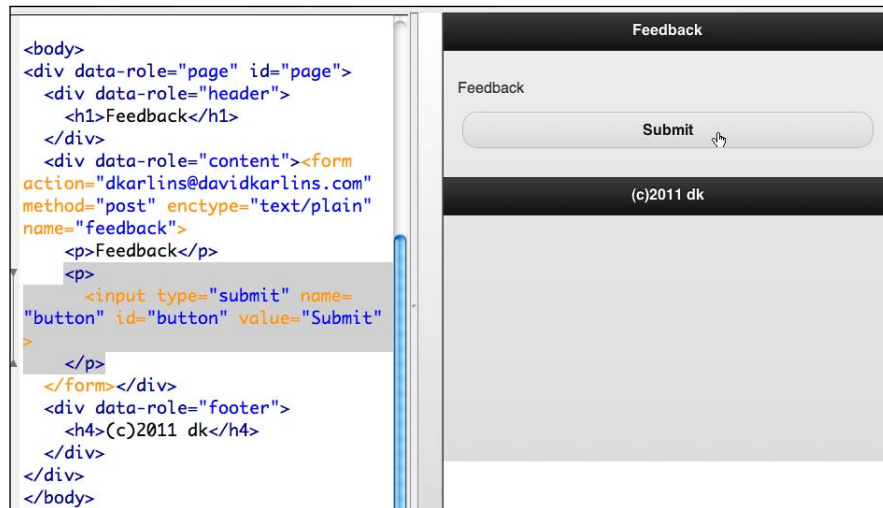 <body>
<div data-role="page" id="page">
<div data-role="header">
<h1>Feedback</h1>
</div>
<div data-role="content"><form
action="dkarlins@davidkarlins.com"
method="post" enctype="text/plain"
name="feedback">
<p>Feedback</p>
<p>
<input type="submit" name=
"button" id="button" value="Submit"
>
</p>
</form></div>
<div data-role="footer">
<h4>(c)2011 dk</h4>
</div>
</div>
</body>
Feedback
Feedback
Submit
(c)2011 dk